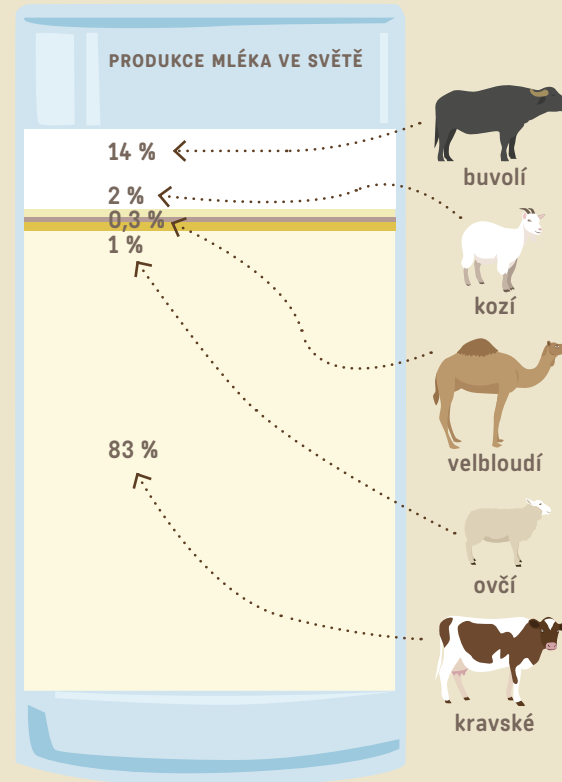 PRODUKCE MLÉKA VE SVĚTĚ
14 %
2 %
0,3 %
1 %
83 %
buvolí
kozí
velbloudí
ovčí
kravské